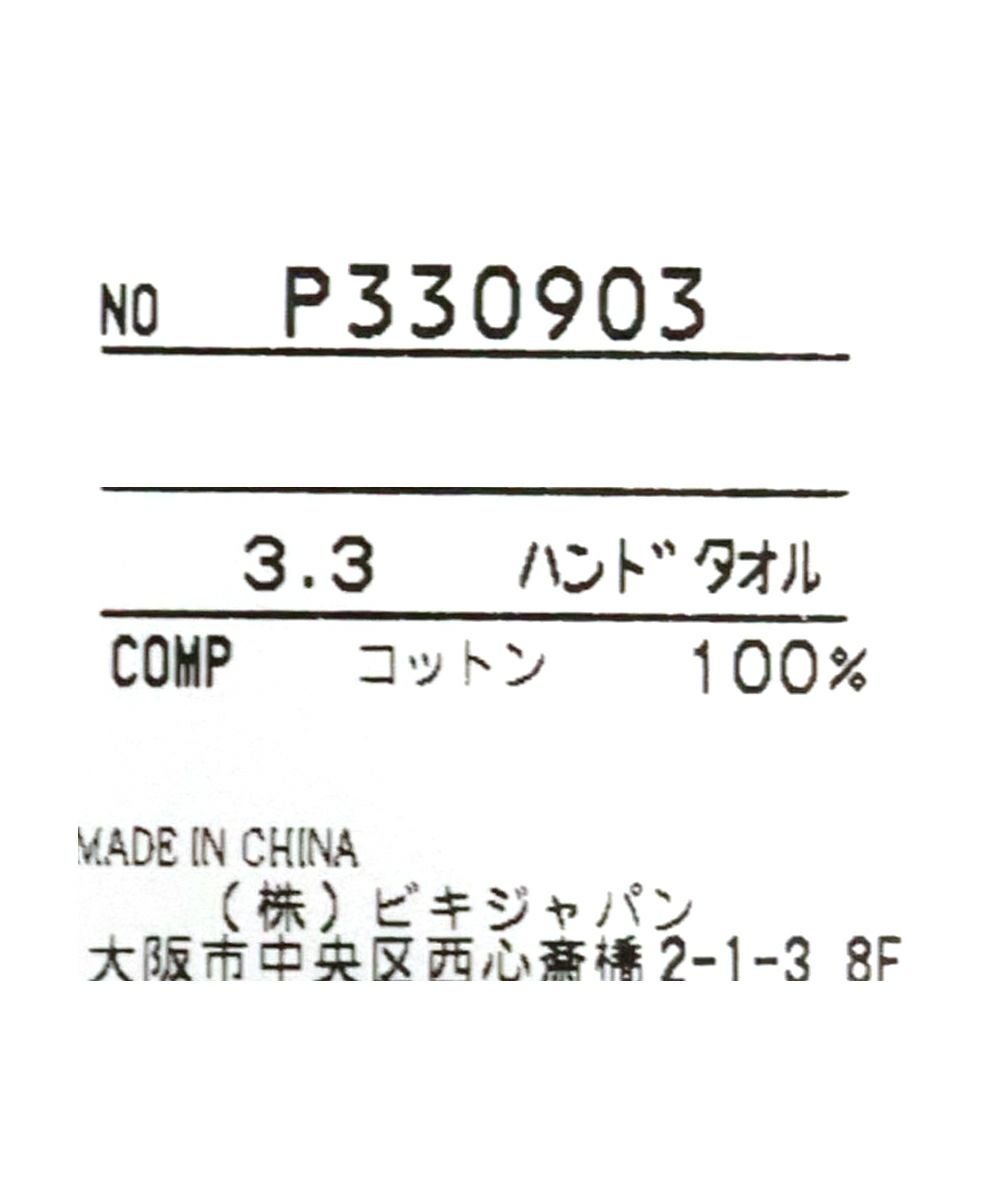 NO P330903
3.3 ハンドタオル
COMP コットン 100%
MADE IN CHINA
(株)ビキジャパン
大阪市中央区西心斎橋2-1-3 8F